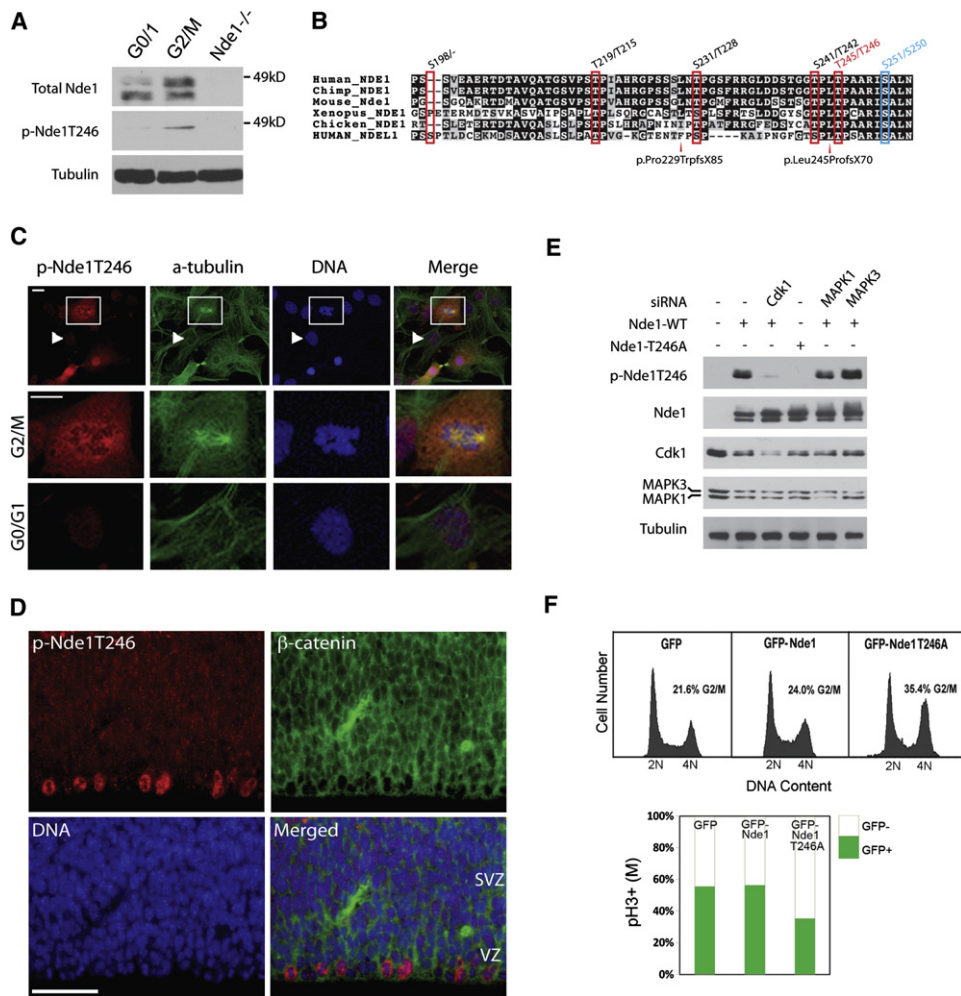 A
G0/1
G2/M
Nde1-/-
Total Nde1
49kD
p-Nde1T246
49kD
Tubulin
B
S198/-
T219/T215
S231/T228
S241/T242
T245/T246
S251/S250
Human_NDE1
Chimp_NDE1
Mouse_Nde1
Xenopus_NDE1
Chicken_NDE1
HUMAN_NDEL1
p.Pro229TrpfsX85
p.Leu245ProfsX70
C
p-Nde1T246
a-tubulin
DNA
Merge
G2/M
G0/G1
D
p-Nde1T246
β-catenin
DNA
Merged
SVZ
VZ
E
siRNA - - Cdk1 - MAPK1 MAPK3
Nde1-WT - + + - + +
Nde1-T246A - - - + - -
p-Nde1T246
Nde1
Cdk1
MAPK3
MAPK1
Tubulin
F
GFP
GFP-Nde1
GFP-Nde1T246A
21.6% G2/M
24.0% G2/M
35.4% G2/M
Cell Number
2N 4N
2N 4N
2N 4N
DNA Content
100%
80%
60%
40%
20%
0%
pH3+ (M)
GFP
GFP-
Nde1
GFP-
Nde1
T246A
GFP-
GFP+